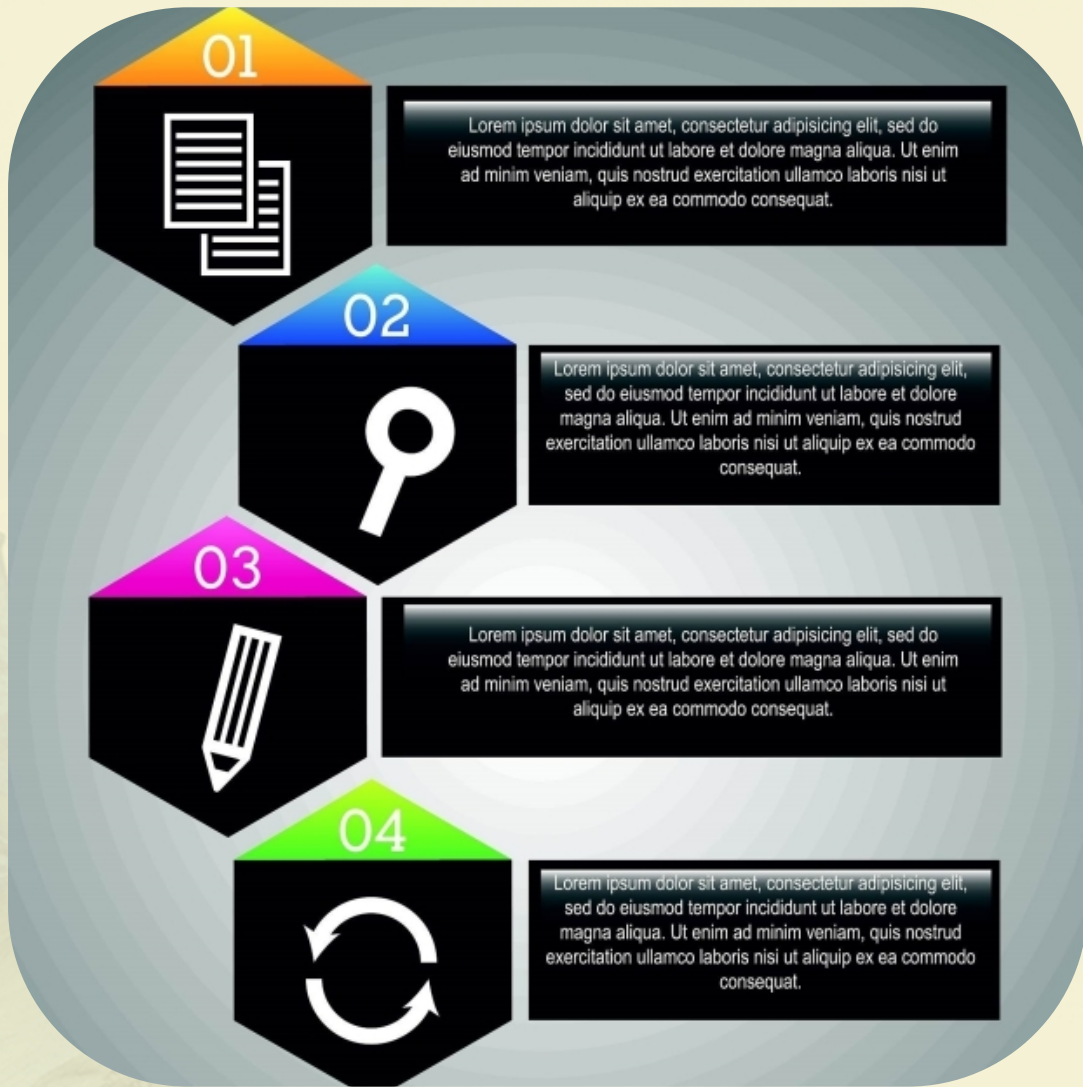 01
Lorem ipsum dolor sit amet, consectetur adipisicing elit, sed do
eiusmod tempor incididunt ut labore et dolore magna aliqua. Ut enim
ad minim veniam, quis nostrud exercitation ullamco laboris nisi ut
aliquip ex ea commodo consequat.
02
Lorem ipsum dolor sit amet, consectetur adipisicing elit,
sed do eiusmod tempor incididunt ut labore et dolore
magna aliqua. Ut enim ad minim veniam, quis nostrud
exercitation ullamco laboris nisi ut aliquip ex ea commodo
consequat.
03
Lorem ipsum dolor sit amet, consectetur adipisicing elit, sed do
eiusmod tempor incididunt ut labore et dolore magna aliqua. Ut enim
ad minim veniam, quis nostrud exercitation ullamco laboris nisi ut
aliquip ex ea commodo consequat.
04
Lorem ipsum dolor sit amet, consectetur adipisicing elit,
sed do eiusmod tempor incididunt ut labore et dolore
magna aliqua. Ut enim ad minim veniam, quis nostrud
exercitation ullamco laboris nisi ut aliquip ex ea commodo
consequat.